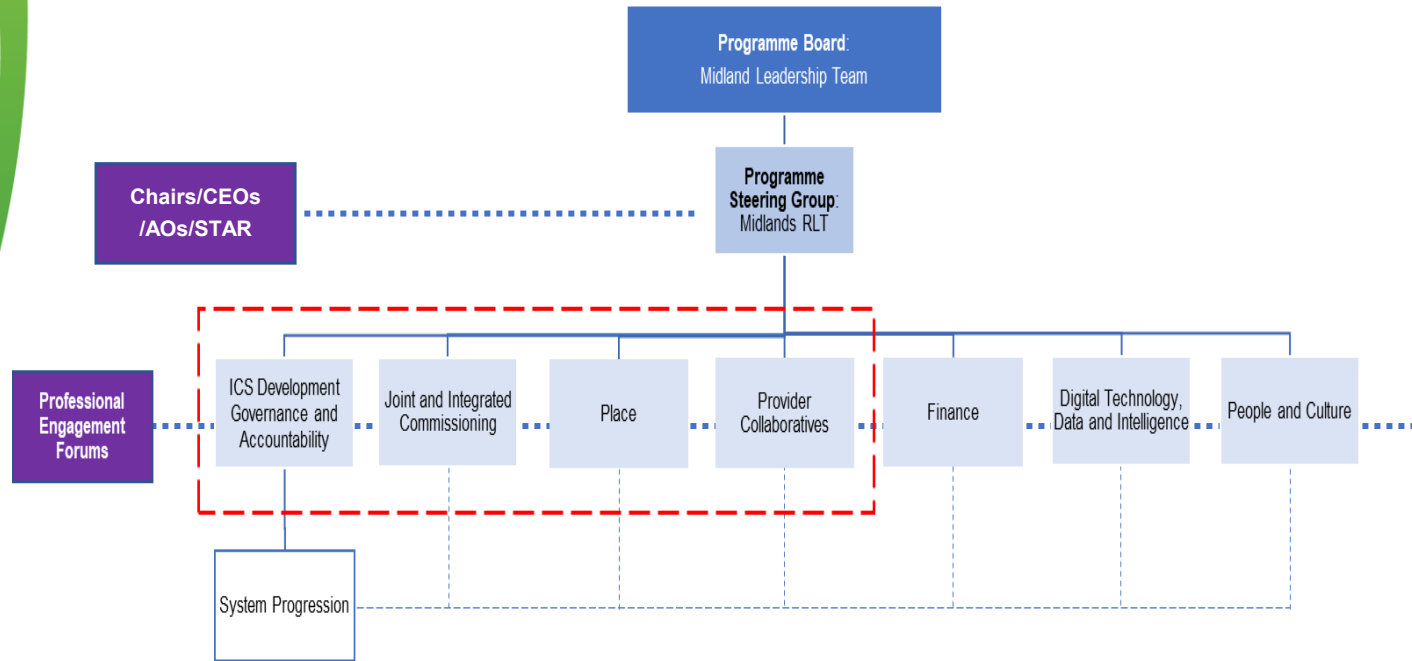 Programme Board:
Midland Leadership Team
Chairs/CEOs
/AOs/STAR
Programme
Steering Group:
Midlands RLT
Professional
Engagement
Forums
ICS Development
Governance and
Accountability
Joint and Integrated
Commissioning
Place
Provider
Collaboratives
Finance
Digital Technology,
Data and Intelligence
People and Culture
System Progression